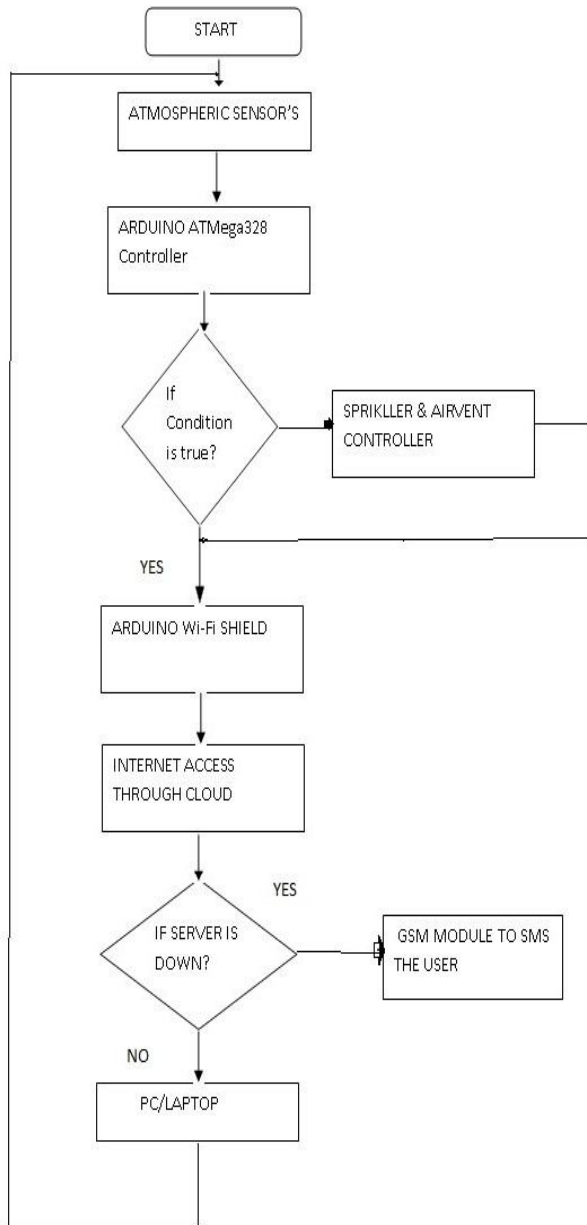 START
ATMOSPHERIC SENSOR'S
ARDUINO ATMega328
Controller
If
Condition
is true?
SPRIKLLER & AIRVENT
CONTROLLER
YES
ARDUINO Wi-Fi SHIELD
INTERNET ACCESS
THROUGH CLOUD
YES
IF SERVER IS
DOWN?
GSM MODULE TO SMS
THE USER
NO
PC/LAPTOP